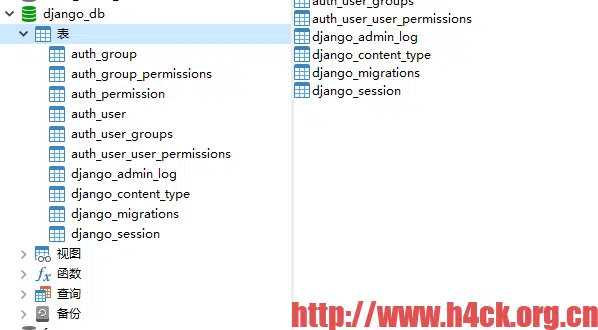 django_db
表
auth_group
auth_group_permissions
auth_permission
auth_user
auth_user_groups
auth_user_user_permissions
django_admin_log
django_content_type
django_migrations
django_session
视图
fx 函数
查询
备份
auth_user_groups
auth_user_user_permissions
django_admin_log
django_content_type
django_migrations
django_session
http://www.h4ck.org.cn